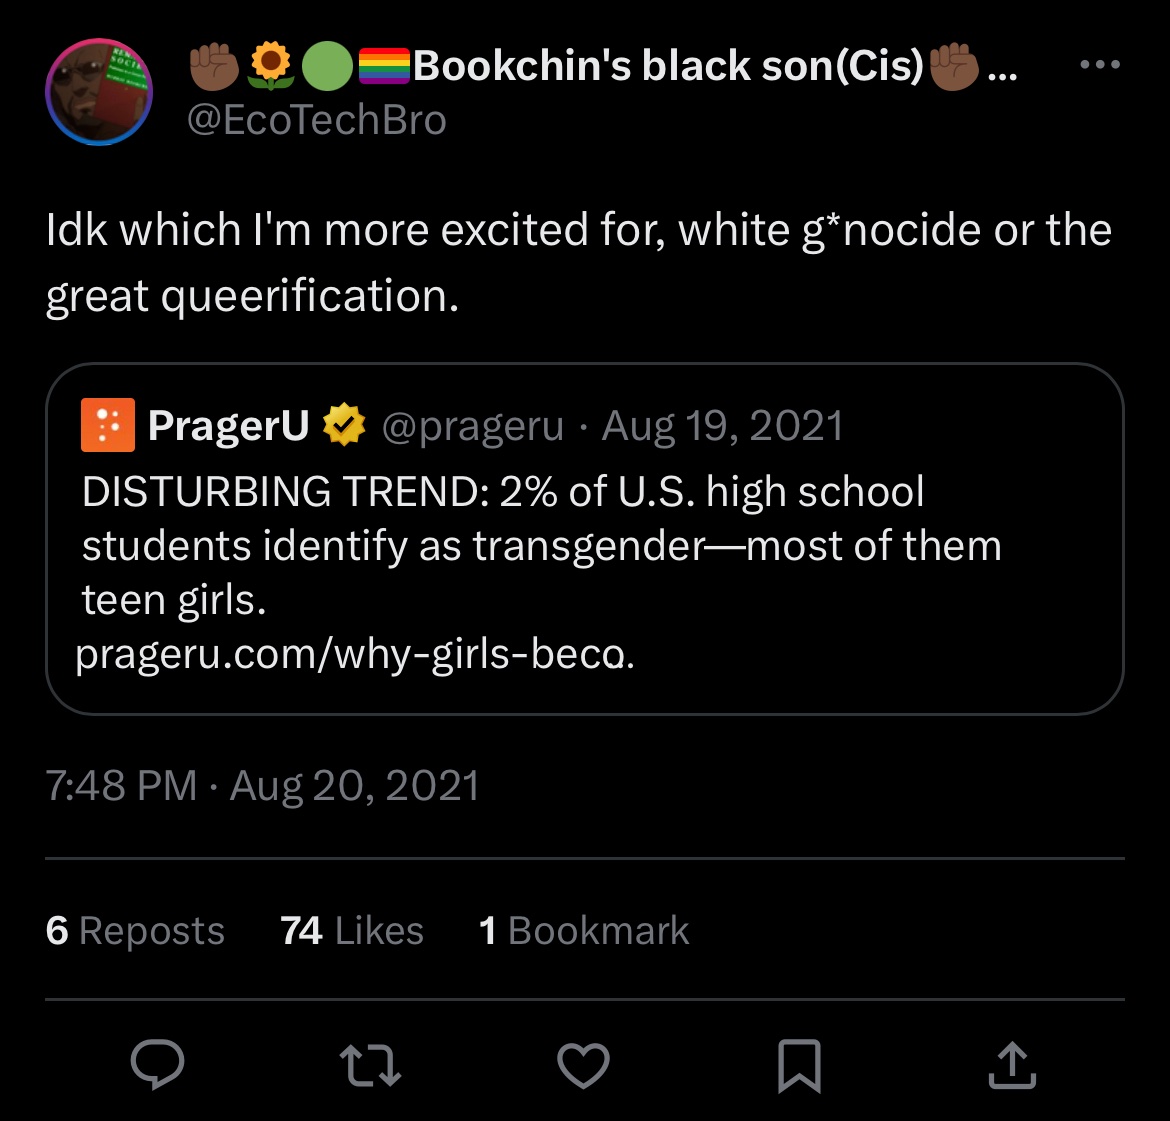 ✊🏾🌻🟢🏳️‍🌈Bookchin's black son(Cis)✊🏾...
@EcoTechBro
Idk which I'm more excited for, white g*nocide or the
great queerification.
PragerU @prageru · Aug 19, 2021
DISTURBING TREND: 2% of U.S. high school
students identify as transgender—most of them
teen girls.
prageru.com/why-girls-beco.
7:48 PM · Aug 20, 2021
6 Reposts 74 Likes 1 Bookmark